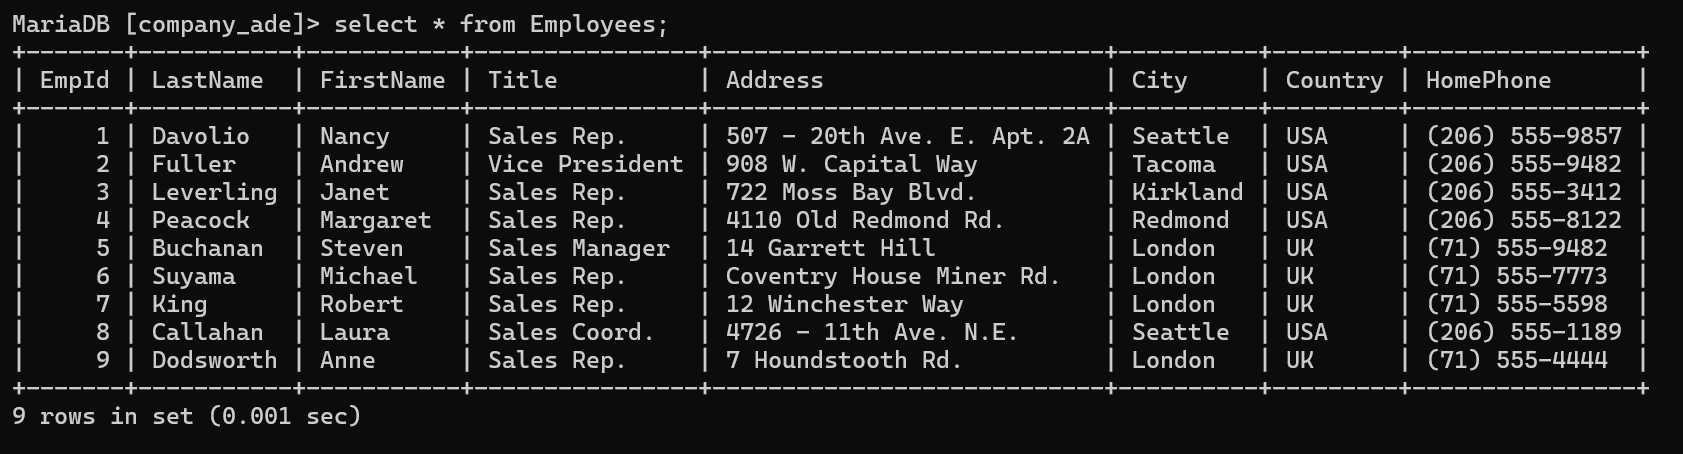 MariaDB [company_ade]> select * from Employees;
+-------+-----------+-----------+----------------+----------------------------+----------+---------+----------------+
| EmpId | LastName  | FirstName | Title          | Address                    | City     | Country | HomePhone      |
+-------+-----------+-----------+----------------+----------------------------+----------+---------+----------------+
|     1 | Davolio   | Nancy     | Sales Rep.     | 507 - 20th Ave. E. Apt. 2A | Seattle  | USA     | (206) 555-9857 |
|     2 | Fuller    | Andrew    | Vice President | 908 W. Capital Way         | Tacoma   | USA     | (206) 555-9482 |
|     3 | Leverling | Janet     | Sales Rep.     | 722 Moss Bay Blvd.         | Kirkland | USA     | (206) 555-3412 |
|     4 | Peacock   | Margaret  | Sales Rep.     | 4110 Old Redmond Rd.       | Redmond  | USA     | (206) 555-8122 |
|     5 | Buchanan  | Steven    | Sales Manager  | 14 Garrett Hill            | London   | UK      | (71) 555-9482  |
|     6 | Suyama    | Michael   | Sales Rep.     | Coventry House Miner Rd.   | London   | UK      | (71) 555-7773  |
|     7 | King      | Robert    | Sales Rep.     | 12 Winchester Way          | London   | UK      | (71) 555-5598  |
|     8 | Callahan  | Laura     | Sales Coord.   | 4726 - 11th Ave. N.E.      | Seattle  | USA     | (206) 555-1189 |
|     9 | Dodsworth | Anne      | Sales Rep.     | 7 Houndstooth Rd.          | London   | UK      | (71) 555-4444  |
+-------+-----------+-----------+----------------+----------------------------+----------+---------+----------------+
9 rows in set (0.001 sec)